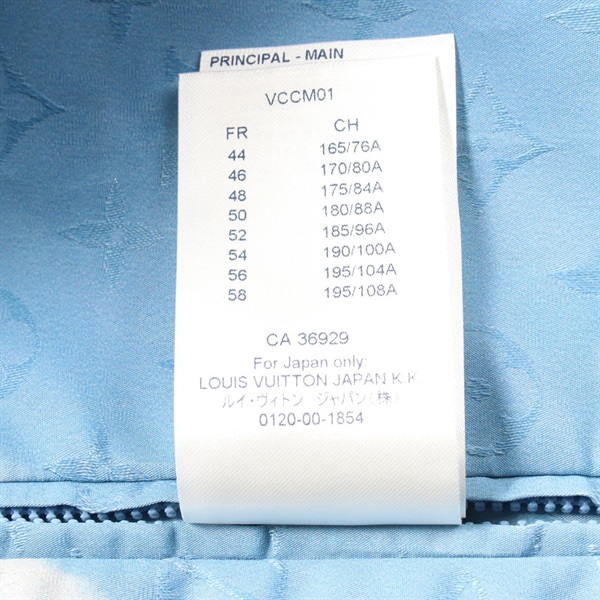 PRINCIPAL - MAIN
VCCM01
FR CH
44 165/76A
46 170/80A
48 175/84A
50 180/88A
52 185/96A
54 190/100A
56 195/104A
58 195/108A
CA 36929
For Japan only:
LOUIS VUITTON JAPAN K.K
ルイ・ヴィトン ジャパン(株)
0120-00-1854